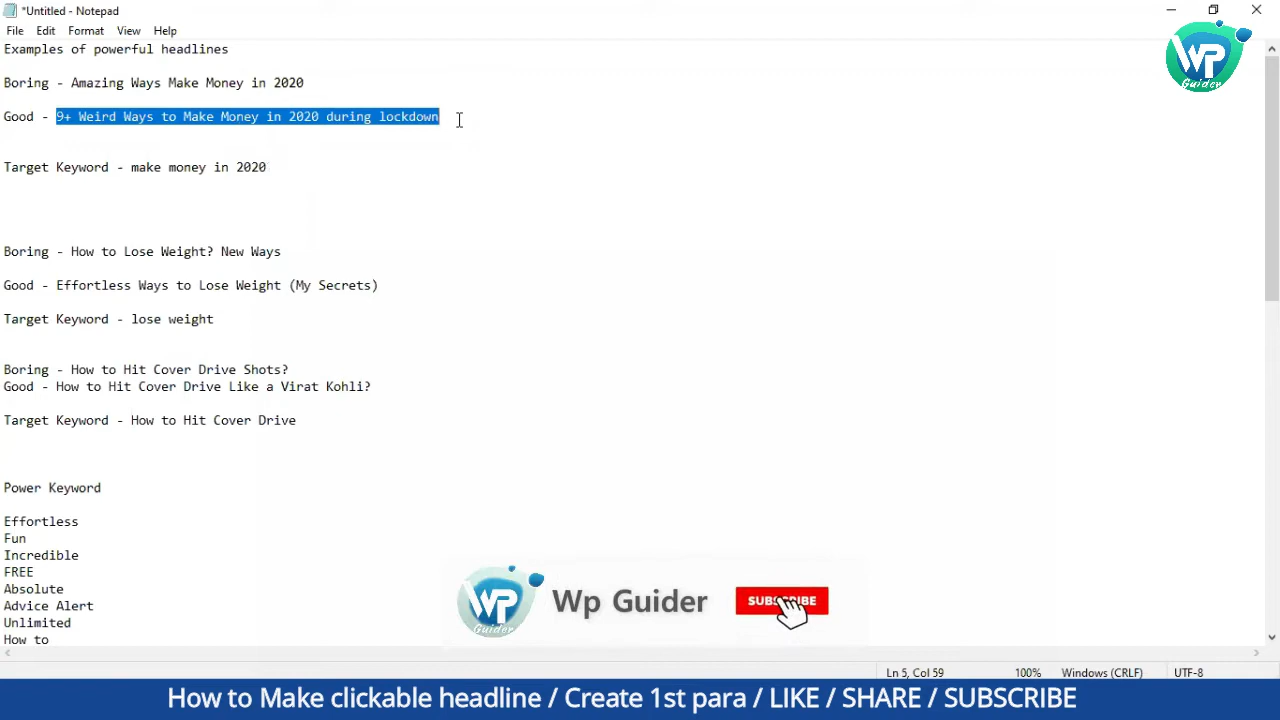 *Untitled - Notepad
File Edit Format View Help
Examples of powerful headlines
Boring - Amazing Ways Make Money in 2020
Good - 9+ Weird Ways to Make Money in 2020 during lockdown
Target Keyword - make money in 2020
Boring - How to Lose Weight? New Ways
Good - Effortless Ways to Lose Weight (My Secrets)
Target Keyword - lose weight
Boring - How to Hit Cover Drive Shots?
Good - How to Hit Cover Drive Like a Virat Kohli?
Target Keyword - How to Hit Cover Drive
Power Keyword
Effortless
Fun
Incredible
FREE
Absolute
Advice Alert
Unlimited
How to
WP
Guider
WP
Guider
Wp Guider
SUBSCRIBE
Ln 5, Col 59 100% Windows (CRLF) UTF-8
How to Make clickable headline / Create 1st para / LIKE / SHARE / SUBSCRIBE